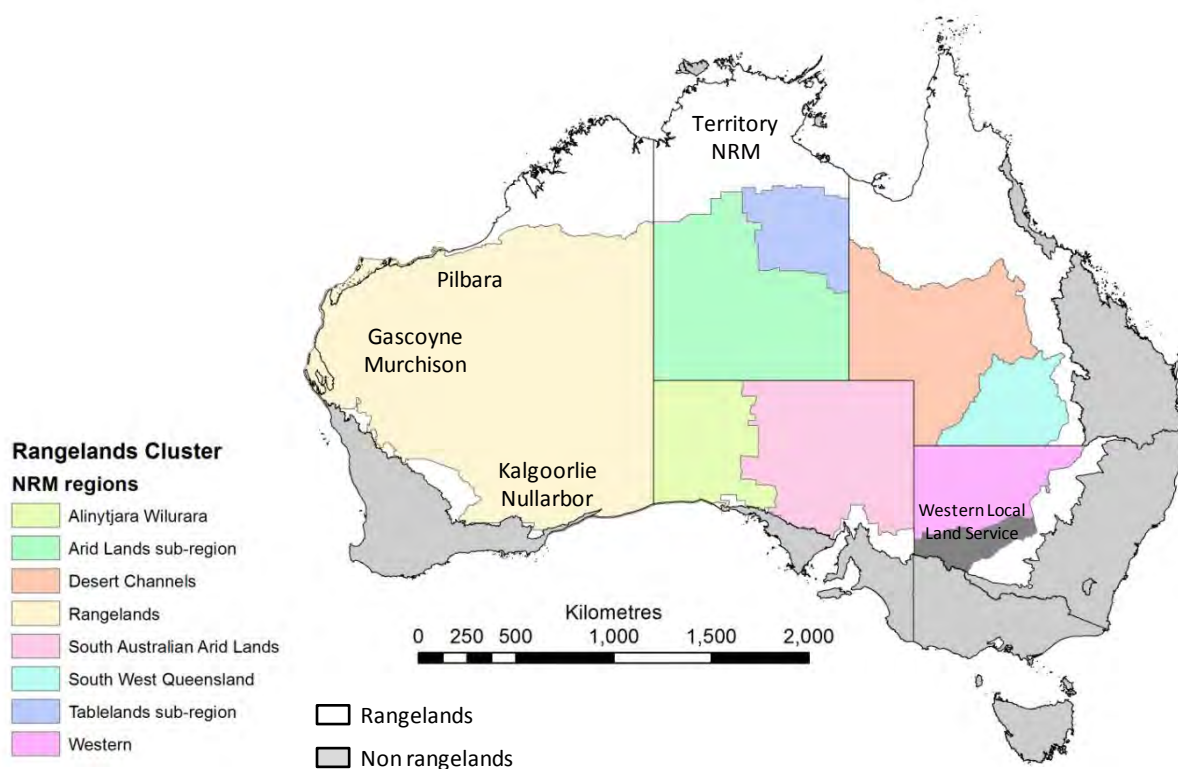 Territory
NRM
Pilbara
Gascoyne
Murchison
Kalgoorlie
Nullarbor
Western Local
Land Service
Rangelands Cluster
NRM regions
Alinytjara Wilurara
Arid Lands sub-region
Desert Channels
Rangelands
South Australian Arid Lands
South West Queensland
Tablelands sub-region
Western
Kilometres
0 250 500 1,000 1,500 2,000
Rangelands
Non rangelands